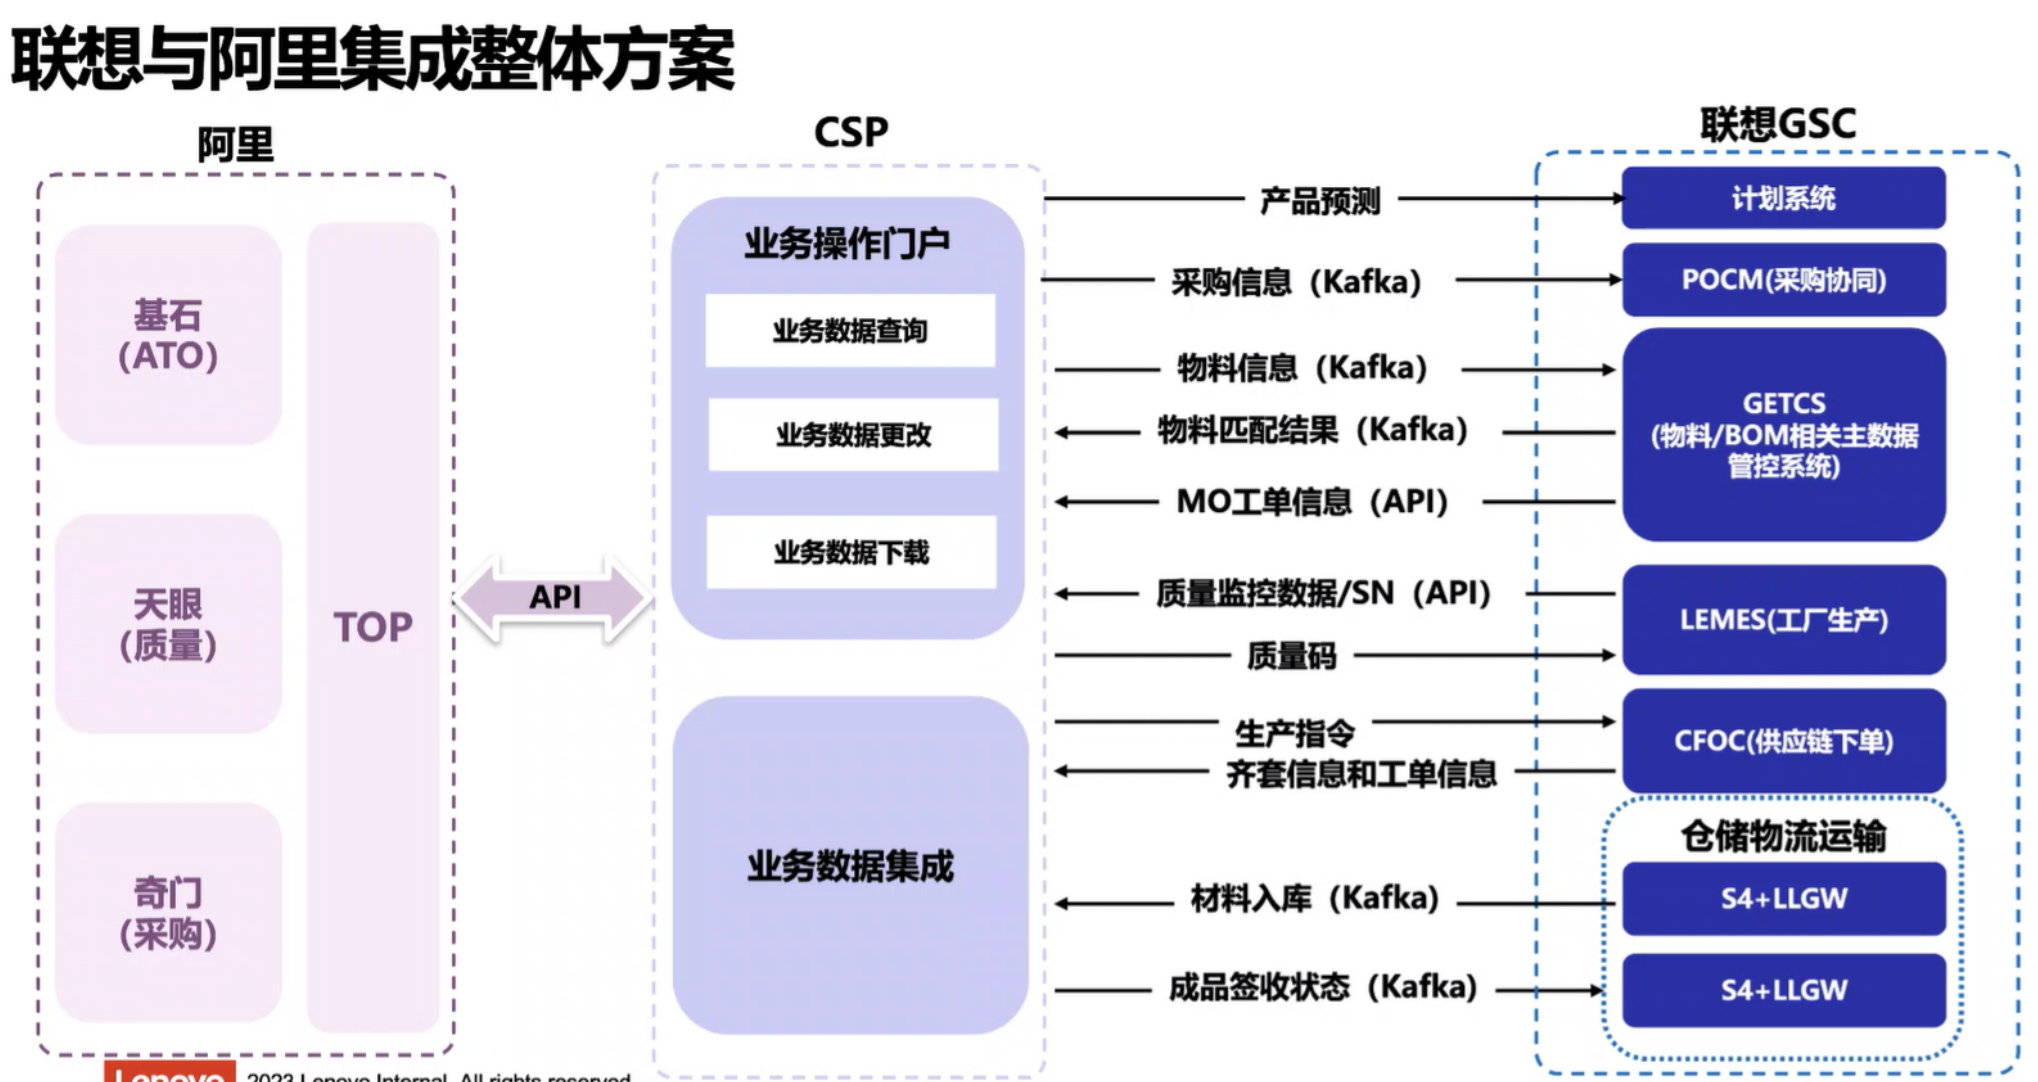 联想与阿里集成整体方案
阿里
基石
(ATO)
天眼
(质量)
奇门
(采购)
TOP
API
CSP
业务操作门户
业务数据查询
业务数据更改
业务数据下载
业务数据集成
产品预测
采购信息（Kafka）
物料信息（Kafka）
物料匹配结果（Kafka）
MO工单信息（API）
质量监控数据/SN（API）
质量码
生产指令
齐套信息和工单信息
材料入库（Kafka）
成品签收状态（Kafka)
联想GSC
计划系统
POCM(采购协同)
GETCS
(物料/BOM相关主数据
管控系统)
LEMES(工厂生产)
CFOC(供应链下单)
仓储物流运输
S4+LLGW
S4+LLGW
Lenovo
2023 Lenovo Internal. All rights reserved.